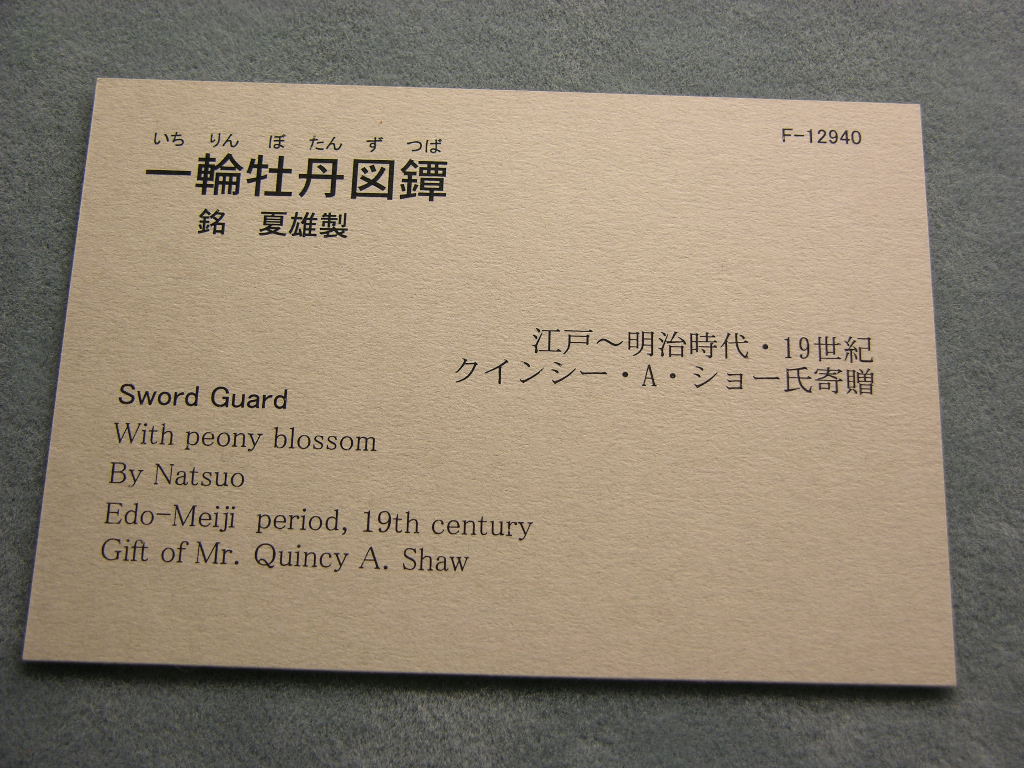 F-12940
いち りん ぼ たん ず つば
一輪牡丹図鐔
銘　夏雄製
江戸～明治時代・19世紀
クインシー・A・ショー氏寄贈
Sword Guard
With peony blossom
By Natsuo
Edo-Meiji period, 19th century
Gift of Mr. Quincy A. Shaw